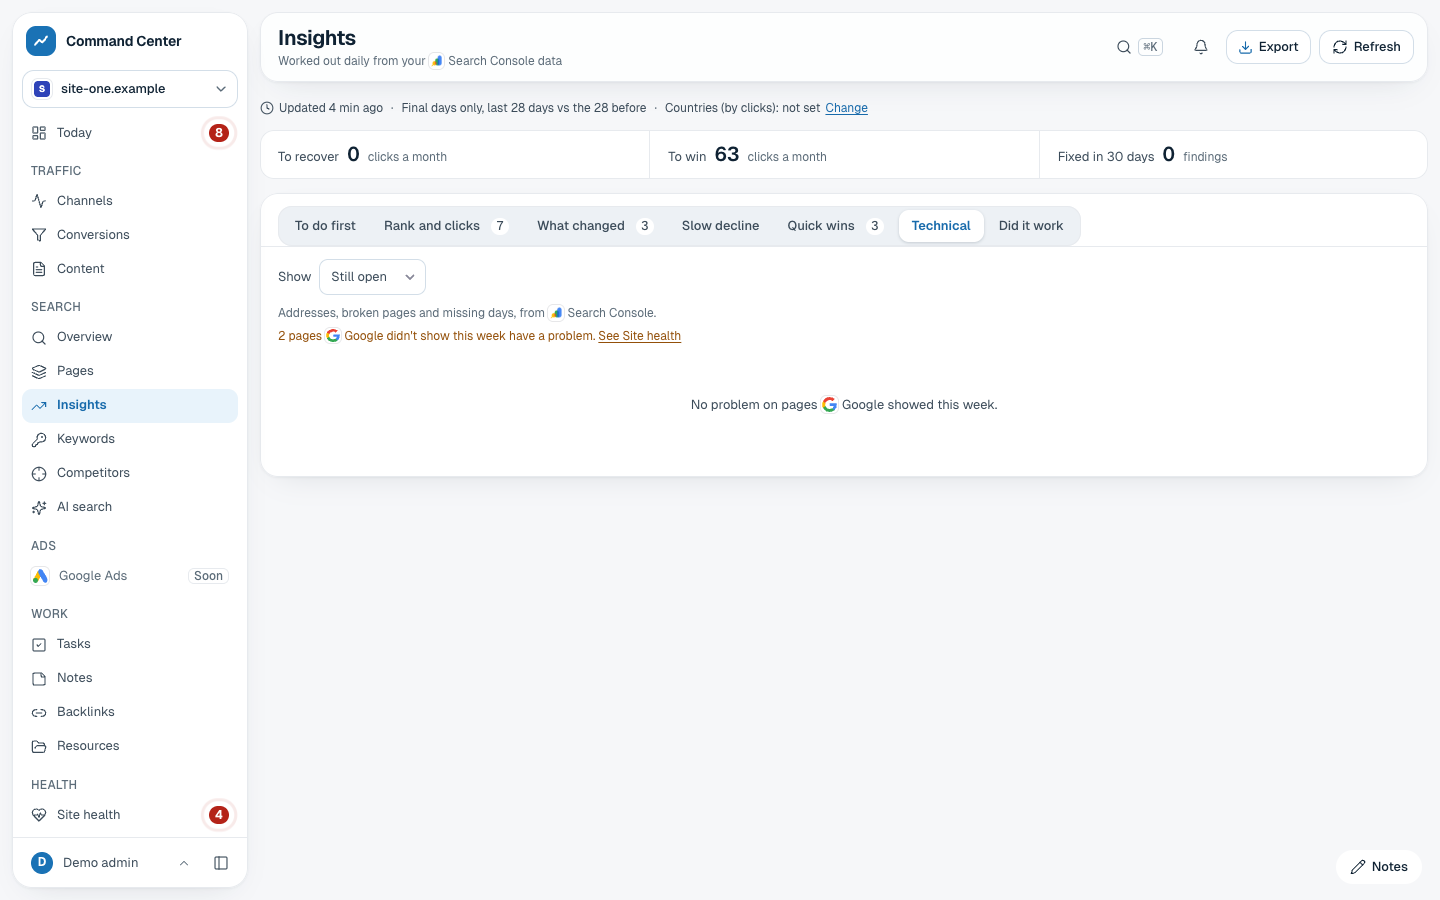 Command Center
S site-one.example
Today 8
TRAFFIC
Channels
Conversions
Content
SEARCH
Overview
Pages
Insights
Keywords
Competitors
AI search
ADS
Google Ads Soon
WORK
Tasks
Notes
Backlinks
Resources
HEALTH
Site health 4
D Demo admin
Insights
Worked out daily from your Search Console data
⌘K
Export
Refresh
Updated 4 min ago · Final days only, last 28 days vs the 28 before · Countries (by clicks): not set Change
To recover 0 clicks a month
To win 63 clicks a month
Fixed in 30 days 0 findings
To do first Rank and clicks 7 What changed 3 Slow decline Quick wins 3 Technical Did it work
Show Still open
Addresses, broken pages and missing days, from Search Console.
2 pages Google didn't show this week have a problem. See Site health
No problem on pages Google showed this week.
Notes